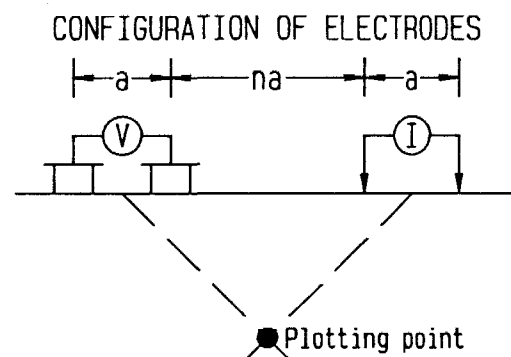 CONFIGURATION OF ELECTRODES
a na a
V I
Plotting point